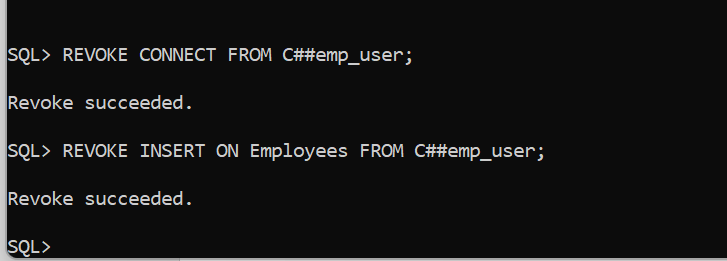 SQL> REVOKE CONNECT FROM C##emp_user;
Revoke succeeded.
SQL> REVOKE INSERT ON Employees FROM C##emp_user;
Revoke succeeded.
SQL>